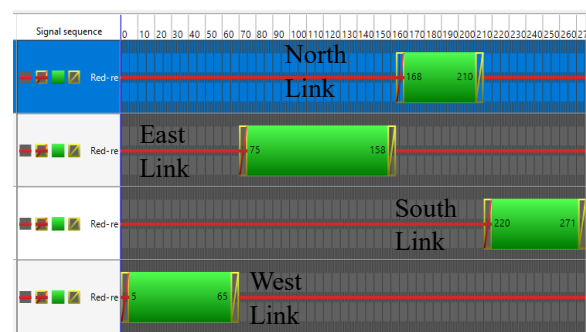 Signal sequence 0 10 20 30 40 50 60 70 80 90 100 110 120 130 140 150 160 170 180 190 200 210 220 230 240 250 260 27
North
Link
Red-re 168 210
East
Link
Red-re 75 158
South
Link
Red-re 220 271
West
Link
Red-re 5 65